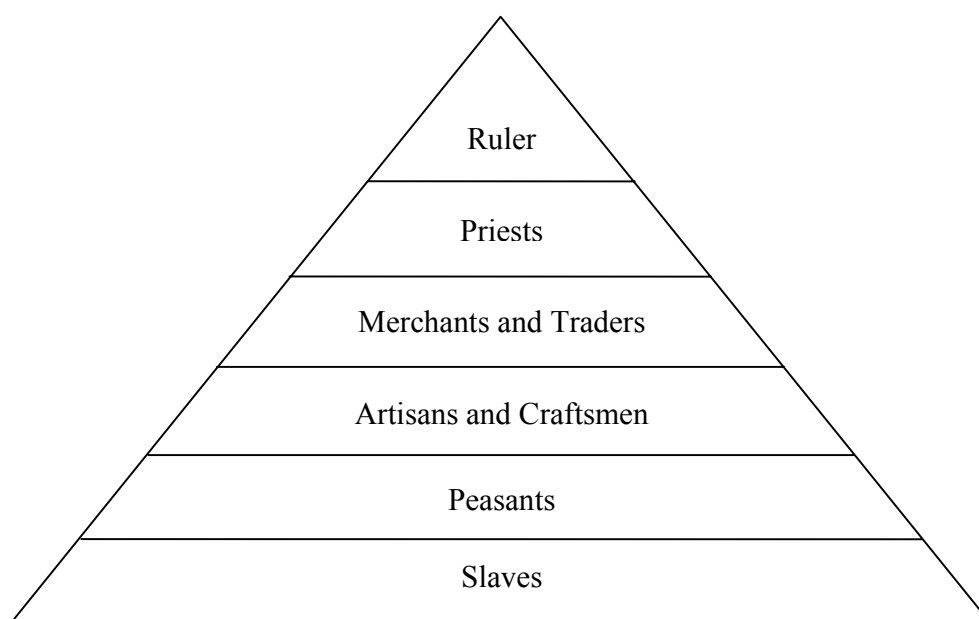 Ruler
Priests
Merchants and Traders
Artisans and Craftsmen
Peasants
Slaves